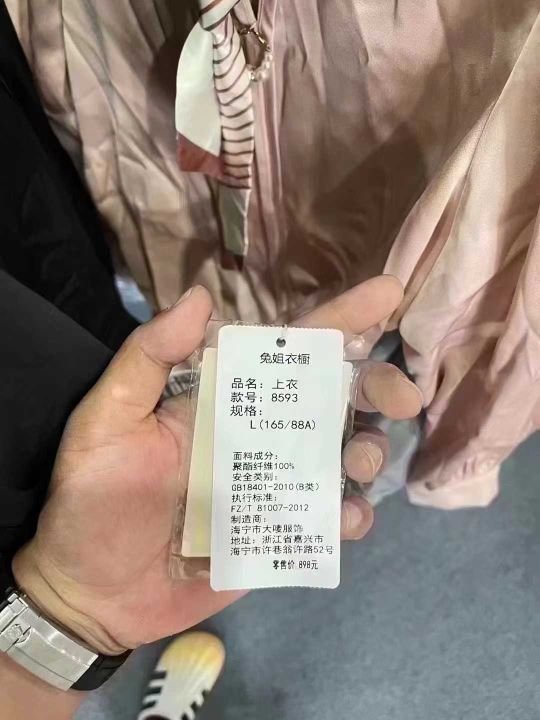 兔姐衣橱
品名：上衣
款号：8593
规格：
L(165/88A)
面料成分：
聚酯纤维100%
安全类别：
GB18401-2010(B类)
执行标准：
FZ/T 81007-2012
制造商：
海宁市大唛服饰
地址：浙江省嘉兴市
海宁市许巷翁许路52号
零售价.898元